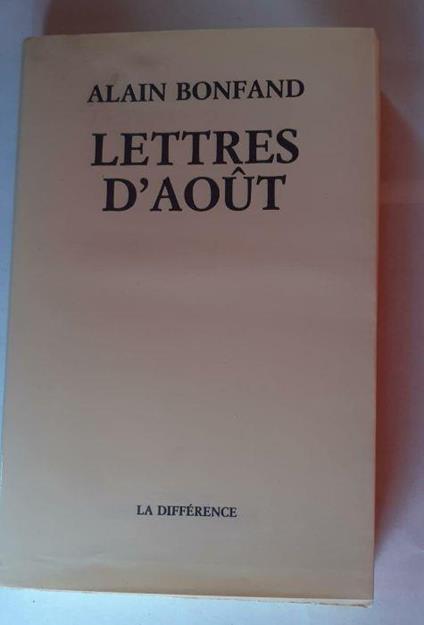 ALAIN BONFAND
LETTRES
D'AOÛT
LA DIFFÉRENCE